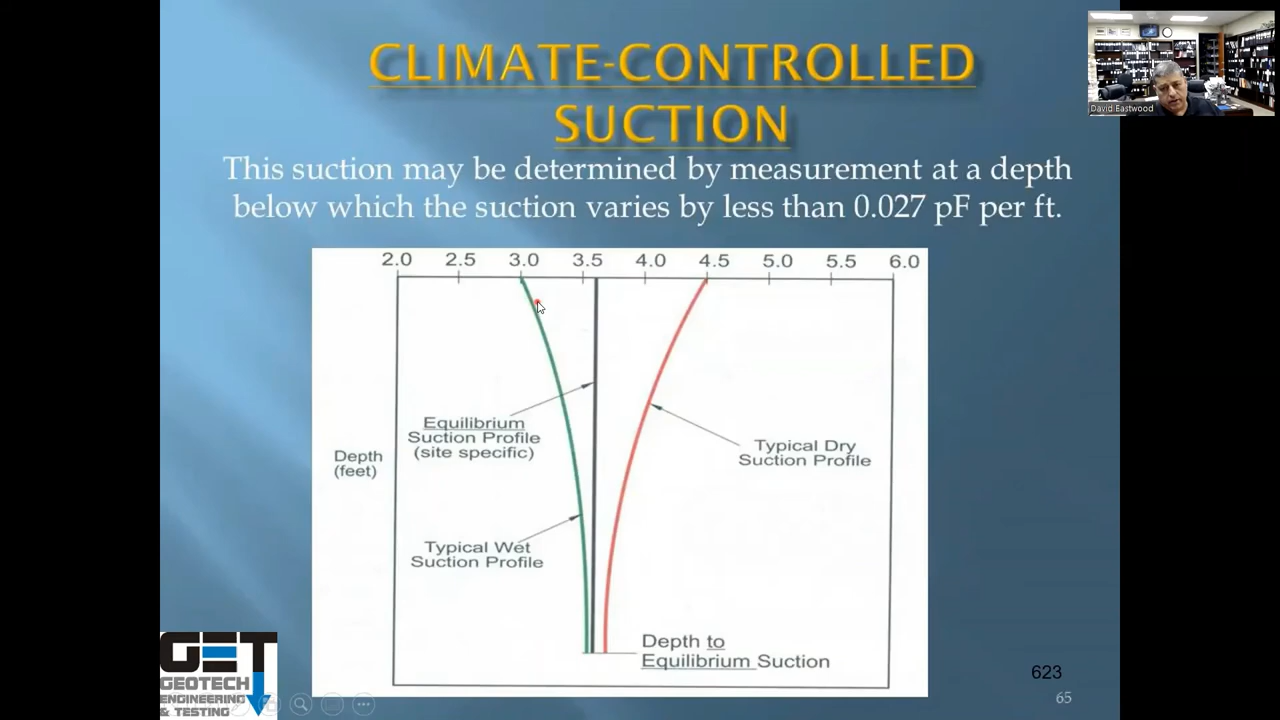 CLIMATE-CONTROLLED
SUCTION
This suction may be determined by measurement at a depth
below which the suction varies by less than 0.027 pF per ft.
2.0 2.5 3.0 3.5 4.0 4.5 5.0 5.5 6.0
Equilibrium
Suction Profile
(site specific)
Typical Dry
Suction Profile
Depth
(feet)
Typical Wet
Suction Profile
Depth to
Equilibrium Suction
GET
GEOTECH
ENGINEERING
& TESTING
623
65
David Eastwood